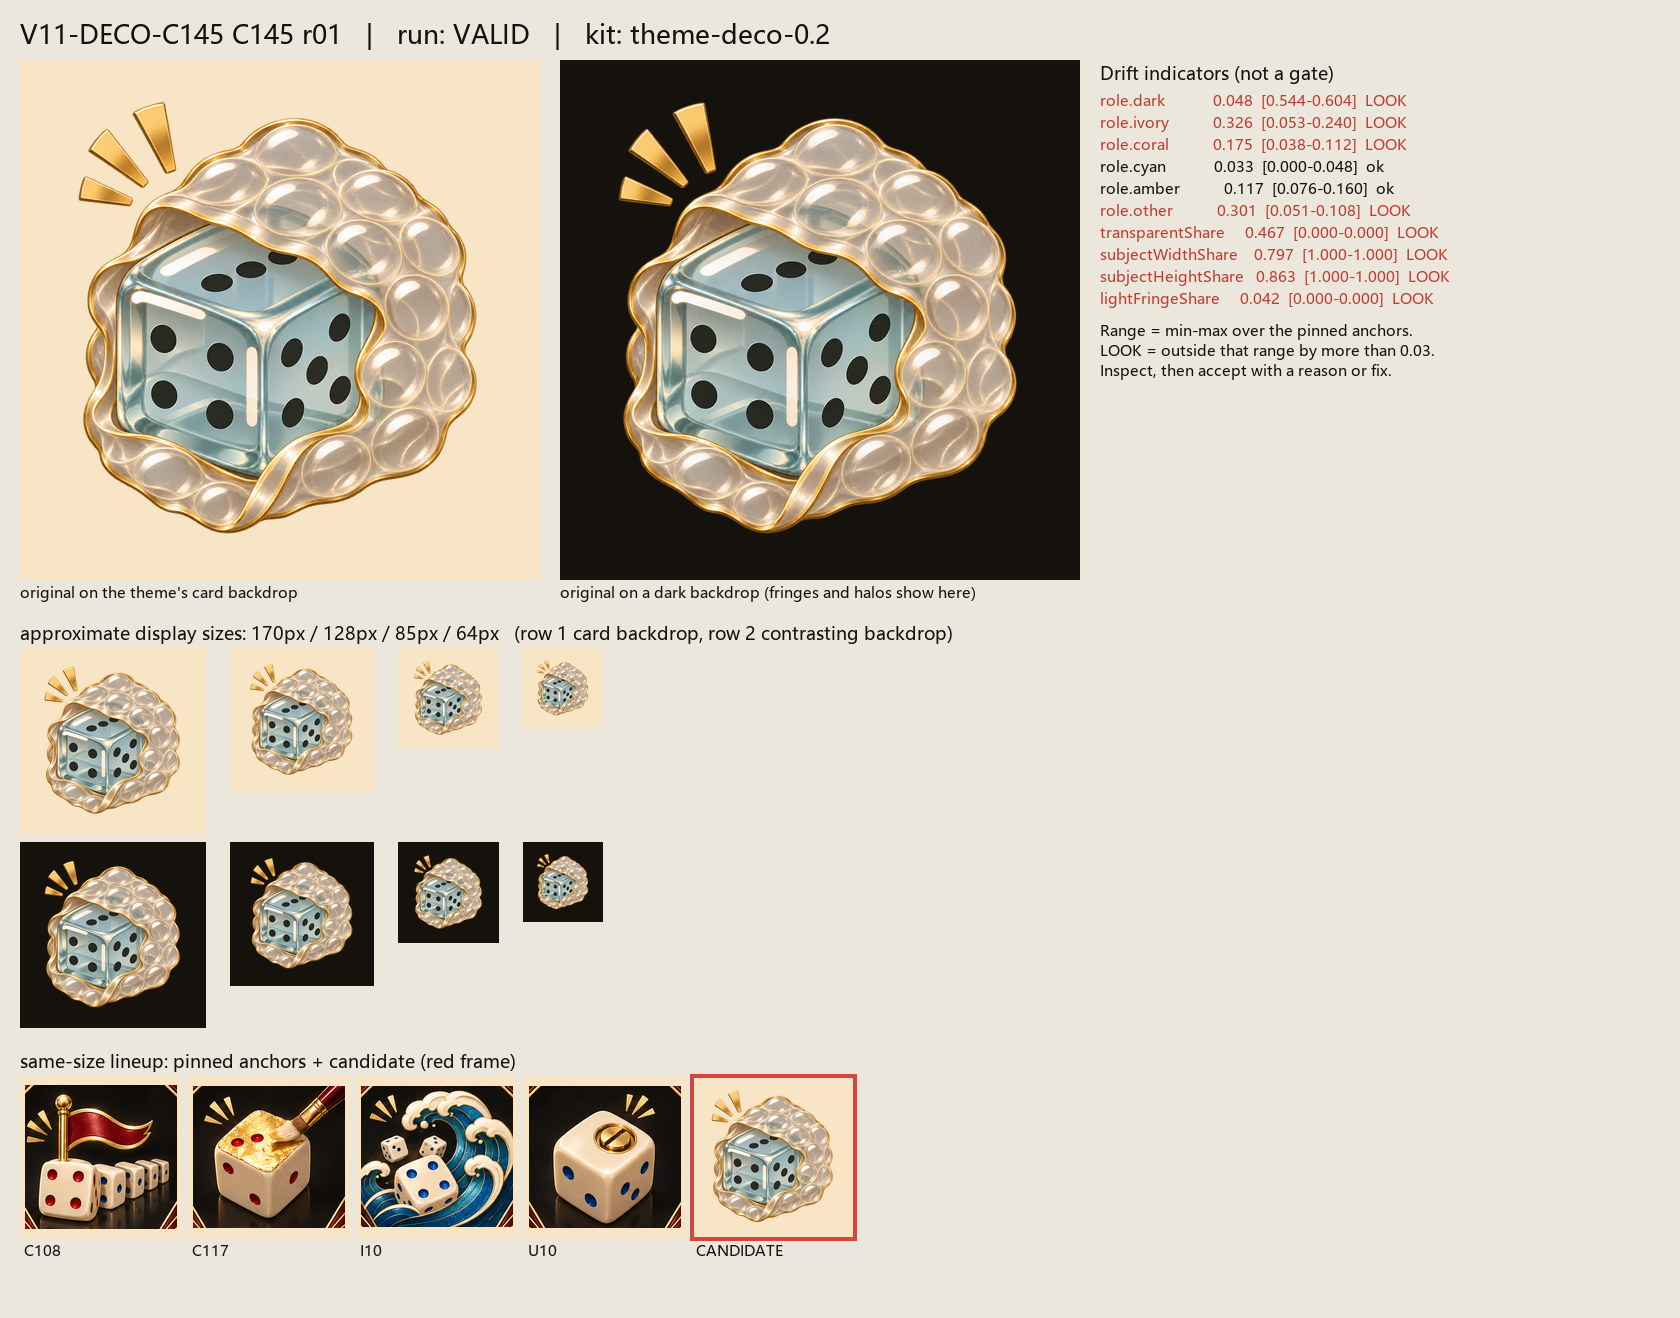 V11-DECO-C145 C145 r01 | run: VALID | kit: theme-deco-0.2
Drift indicators (not a gate)
role.dark 0.048 [0.544-0.604] LOOK
role.ivory 0.326 [0.053-0.240] LOOK
role.coral 0.175 [0.038-0.112] LOOK
role.cyan 0.033 [0.000-0.048] ok
role.amber 0.117 [0.076-0.160] ok
role.other 0.301 [0.051-0.108] LOOK
transparentShare 0.467 [0.000-0.000] LOOK
subjectWidthShare 0.797 [1.000-1.000] LOOK
subjectHeightShare 0.863 [1.000-1.000] LOOK
lightFringeShare 0.042 [0.000-0.000] LOOK
Range = min-max over the pinned anchors.
LOOK = outside that range by more than 0.03.
Inspect, then accept with a reason or fix.
original on the theme's card backdrop
original on a dark backdrop (fringes and halos show here)
approximate display sizes: 170px / 128px / 85px / 64px (row 1 card backdrop, row 2 contrasting backdrop)
same-size lineup: pinned anchors + candidate (red frame)
C108
C117
I10
U10
CANDIDATE